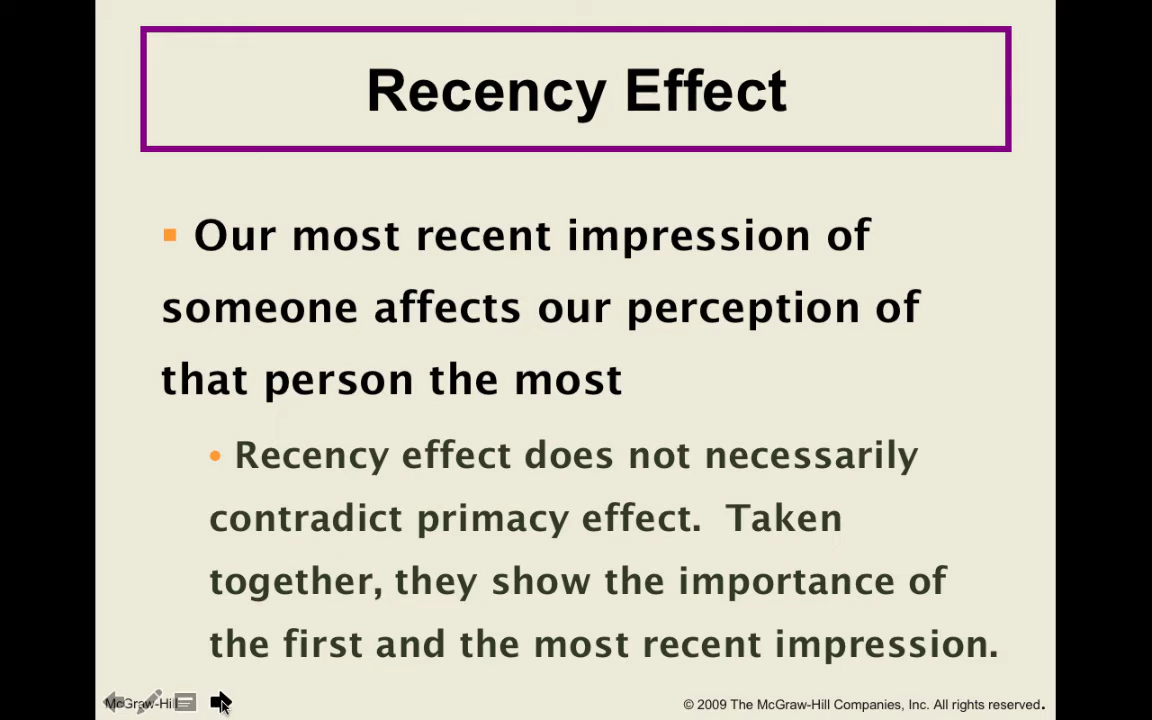 Recency Effect
Our most recent impression of
someone affects our perception of
that person the most
• Recency effect does not necessarily
contradict primacy effect.  Taken
together, they show the importance of
the first and the most recent impression.
McGraw-Hil
© 2009 The McGraw-Hill Companies, Inc. All rights reserved.